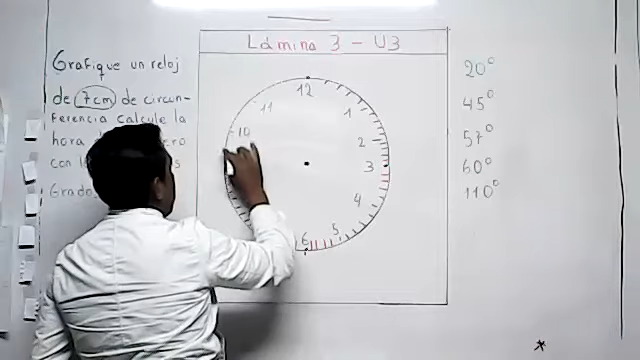 Lámina 3 - U3
Grafique un reloj
de 7cm de circun-
ferencia calcule la
hora
con
Grado
12
11
1
10
2
3
4
5
6
20°
45°
57°
60°
110°